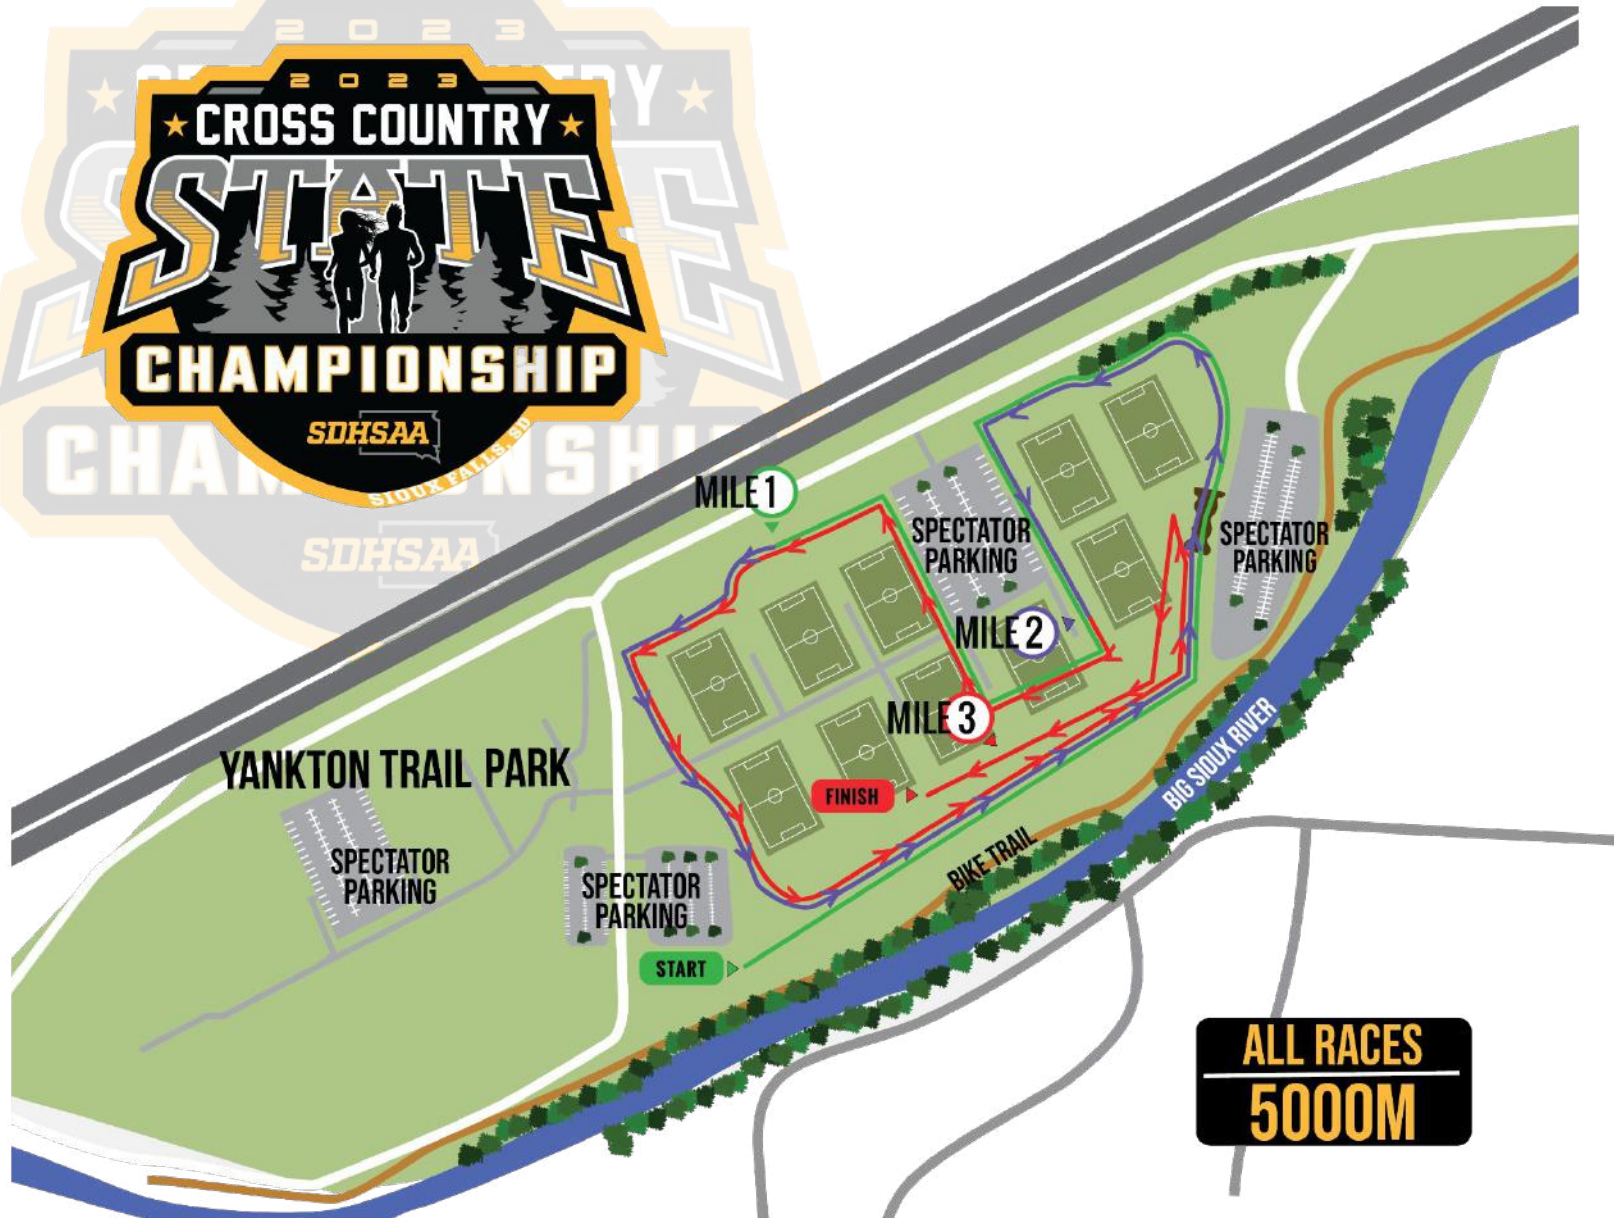 2023
CROSS COUNTRY
STATE
CHAMPIONSHIP
SDHSAA
SIOUX FALLS, SD
SDHSAA
MILE 1
SPECTATOR
PARKING
SPECTATOR
PARKING
MILE 2
MILE 3
YANKTON TRAIL PARK
FINISH
BIG SIOUX RIVER
BIKE TRAIL
SPECTATOR
PARKING
SPECTATOR
PARKING
START
ALL RACES
5000M